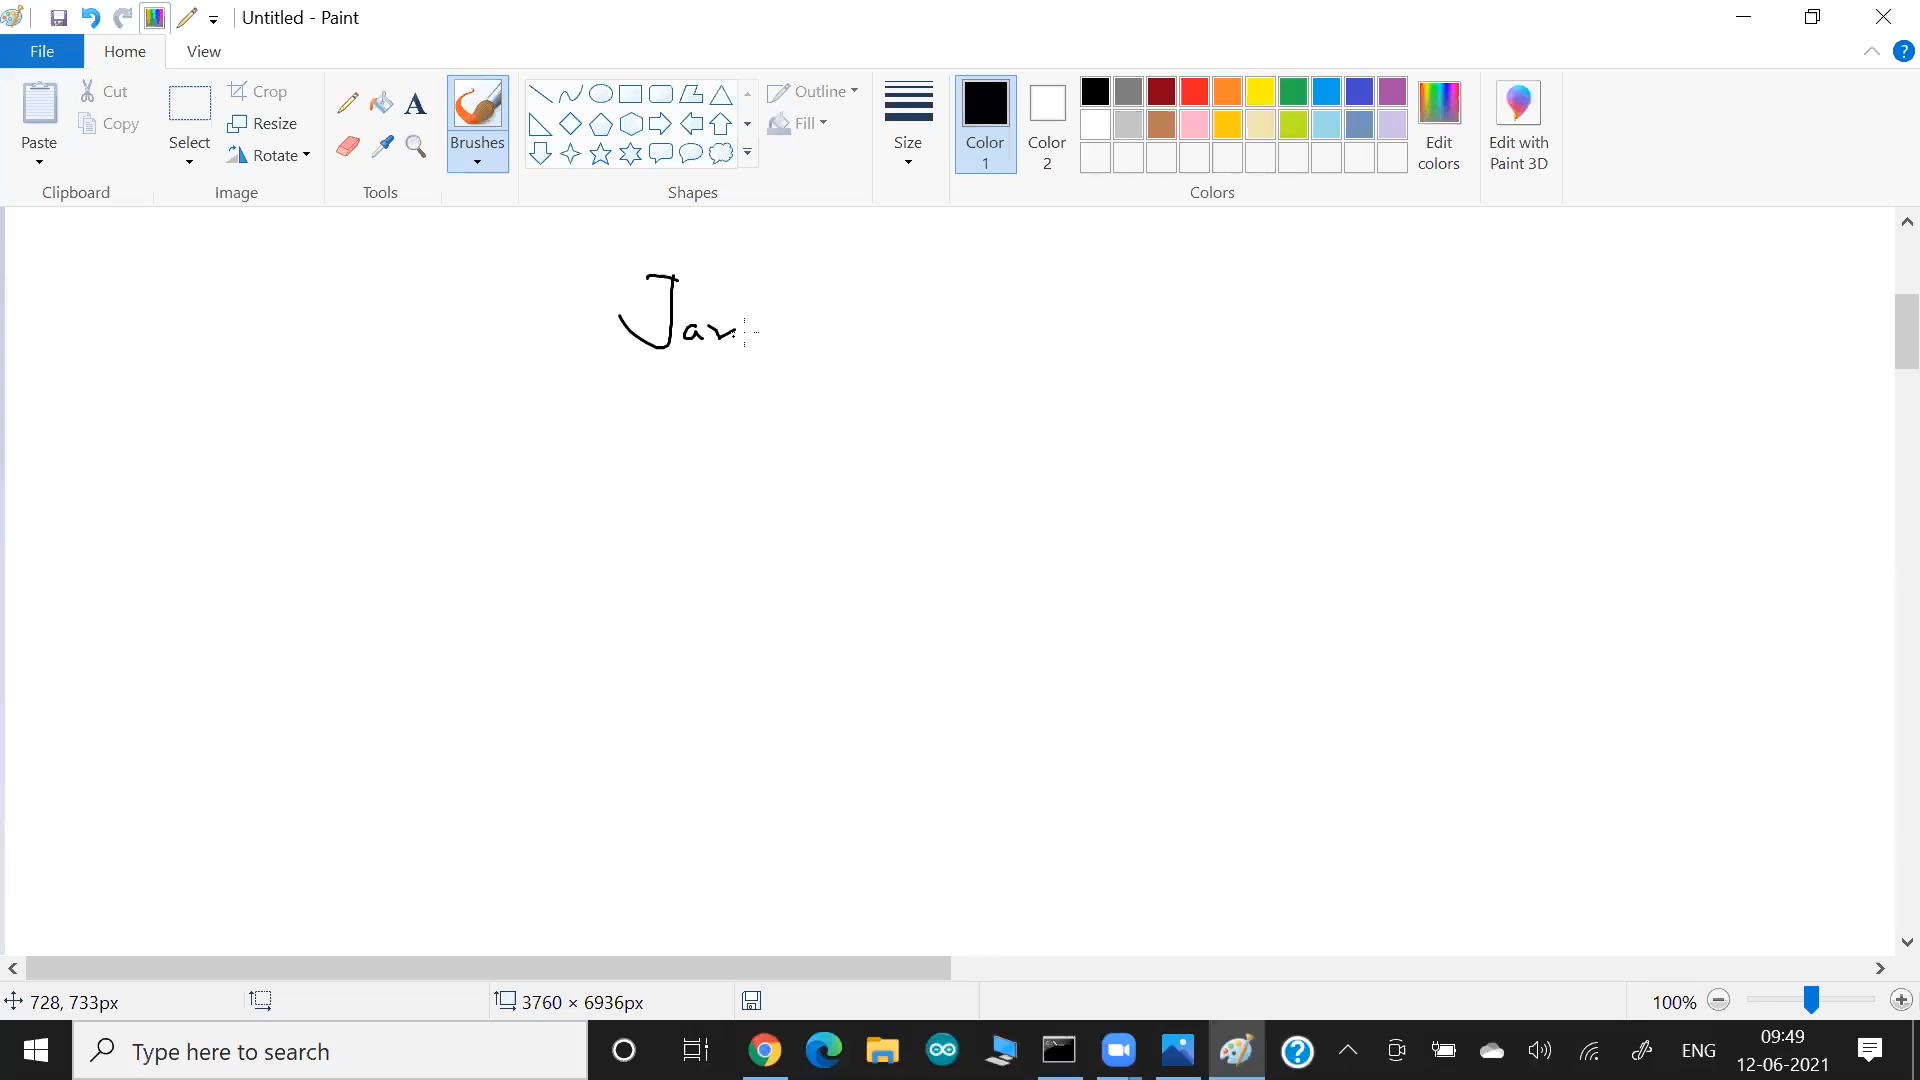 Untitled - Paint
File Home View
Paste
Cut
Copy
Clipboard
Select
Crop
Resize
Rotate
Image
A
Tools
Brushes
Shapes
Outline
Fill
Size
Color 1
Color 2
Edit colors
Colors
Edit with Paint 3D
Jav
728, 733px
3760 × 6936px
100%
Type here to search
ENG
09:49
12-06-2021